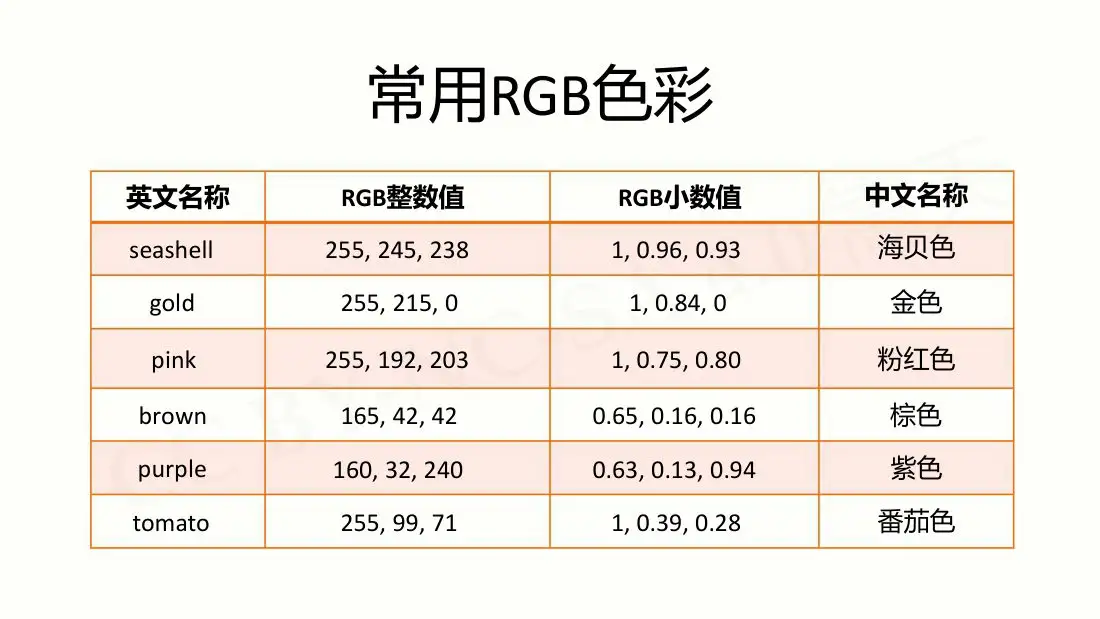 常用RGB色彩
英文名称 RGB整数值 RGB小数值 中文名称
seashell 255, 245, 238 1, 0.96, 0.93 海贝色
gold 255, 215, 0 1, 0.84, 0 金色
pink 255, 192, 203 1, 0.75, 0.80 粉红色
brown 165, 42, 42 0.65, 0.16, 0.16 棕色
purple 160, 32, 240 0.63, 0.13, 0.94 紫色
tomato 255, 99, 71 1, 0.39, 0.28 番茄色